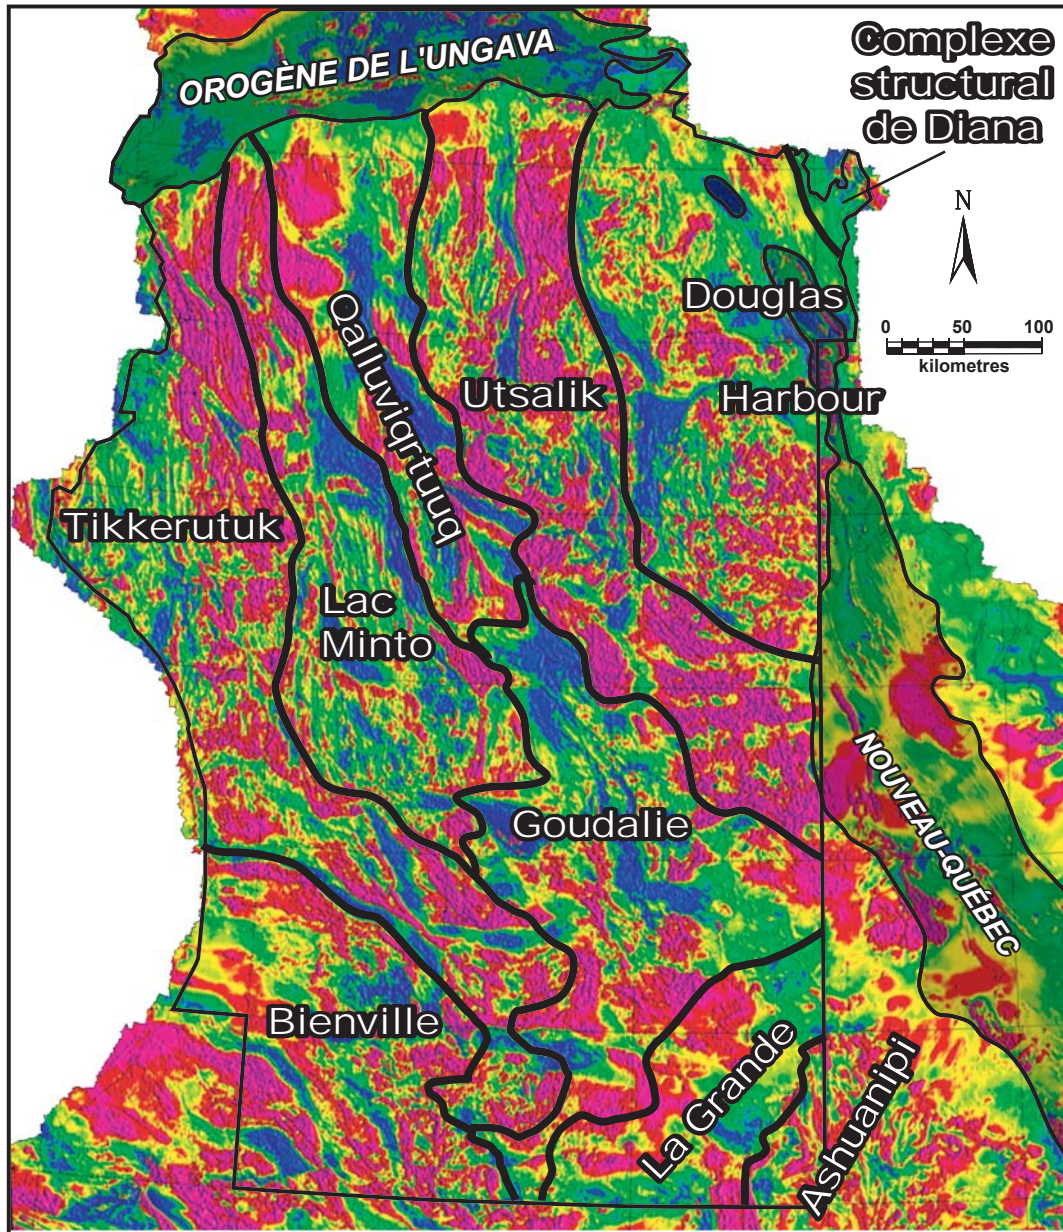 OROGÈNE DE L'UNGAVA
Complexe
structural
de Diana
N
0 50 100
kilometres
Douglas
Harbour
Qalluviqrtuuq
Utsalik
Tikkerutuk
Lac
Minto
Goudalie
NOUVEAU-QUÉBEC
Bienville
La Grande
Ashuanipi